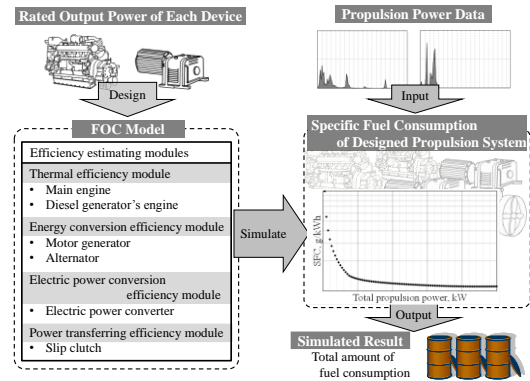 Rated Output Power of Each Device
Design
FOC Model
Efficiency estimating modules
Thermal efficiency module
• Main engine
• Diesel generator's engine
Energy conversion efficiency module
• Motor generator
• Alternator
Electric power conversion
efficiency module
• Electric power converter
Power transferring efficiency module
• Slip clutch
Simulate
Propulsion Power Data
Input
Specific Fuel Consumption
of Designed Propulsion System
SFC, g/kWh
Total propulsion power, kW
Output
Simulated Result
Total amount of
fuel consumption